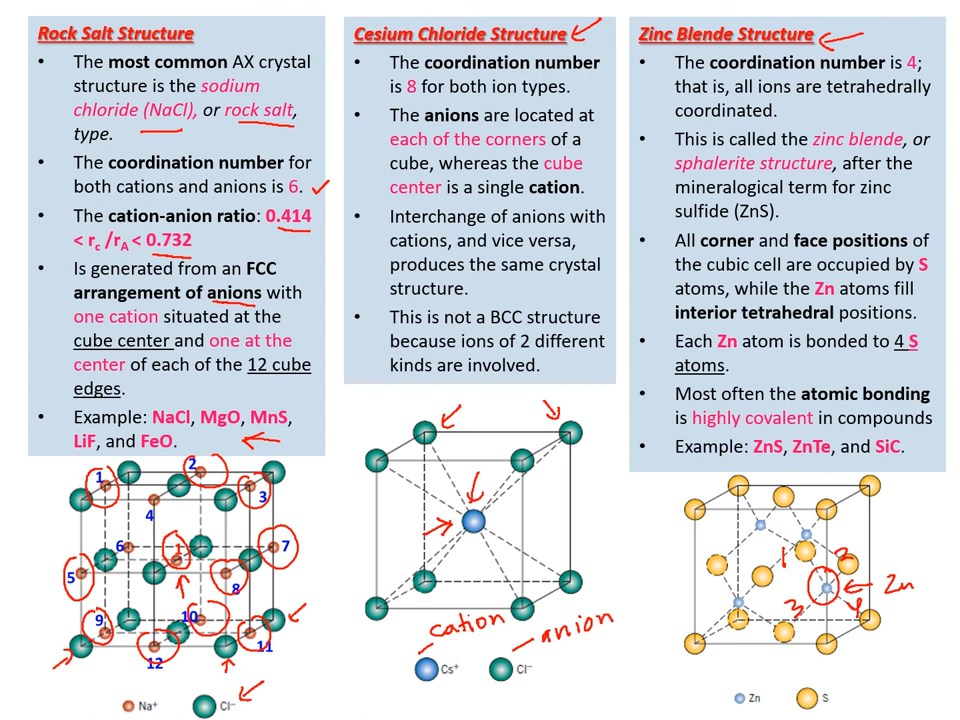 Rock Salt Structure
• The most common AX crystal
structure is the sodium
chloride (NaCl), or rock salt,
type.
• The coordination number for
both cations and anions is 6.
• The cation-anion ratio: 0.414
< rc /rA < 0.732
• Is generated from an FCC
arrangement of anions with
one cation situated at the
cube center and one at the
center of each of the 12 cube
edges.
• Example: NaCl, MgO, MnS,
LiF, and FeO.
1
2
3
4
5
6
1
7
8
9
10
11
12
Na⁺
Cl⁻
Cesium Chloride Structure
• The coordination number
is 8 for both ion types.
• The anions are located at
each of the corners of a
cube, whereas the cube
center is a single cation.
• Interchange of anions with
cations, and vice versa,
produces the same crystal
structure.
• This is not a BCC structure
because ions of 2 different
kinds are involved.
cation
anion
Cs⁺
Cl⁻
Zinc Blende Structure
• The coordination number is 4;
that is, all ions are tetrahedrally
coordinated.
• This is called the zinc blende, or
sphalerite structure, after the
mineralogical term for zinc
sulfide (ZnS).
• All corner and face positions of
the cubic cell are occupied by S
atoms, while the Zn atoms fill
interior tetrahedral positions.
• Each Zn atom is bonded to 4 S
atoms.
• Most often the atomic bonding
is highly covalent in compounds
• Example: ZnS, ZnTe, and SiC.
1
2
Zn
3
4
Zn
S